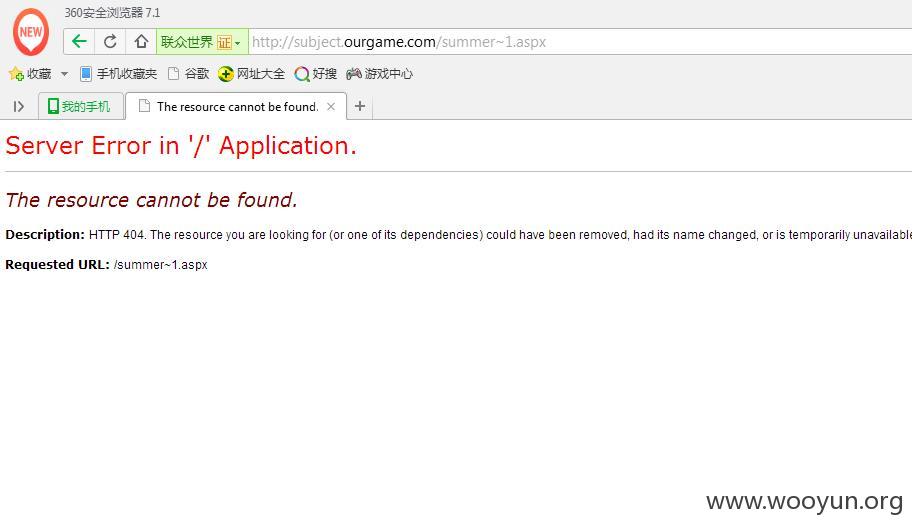 NEW
360安全浏览器 7.1
联众世界 证 http://subject.ourgame.com/summer~1.aspx
收藏 手机收藏夹 谷歌 网址大全 好搜 游戏中心
我的手机 The resource cannot be found.
Server Error in '/' Application.
The resource cannot be found.
Description: HTTP 404. The resource you are looking for (or one of its dependencies) could have been removed, had its name changed, or is temporarily unavailable
Requested URL: /summer~1.aspx
www.wooyun.org